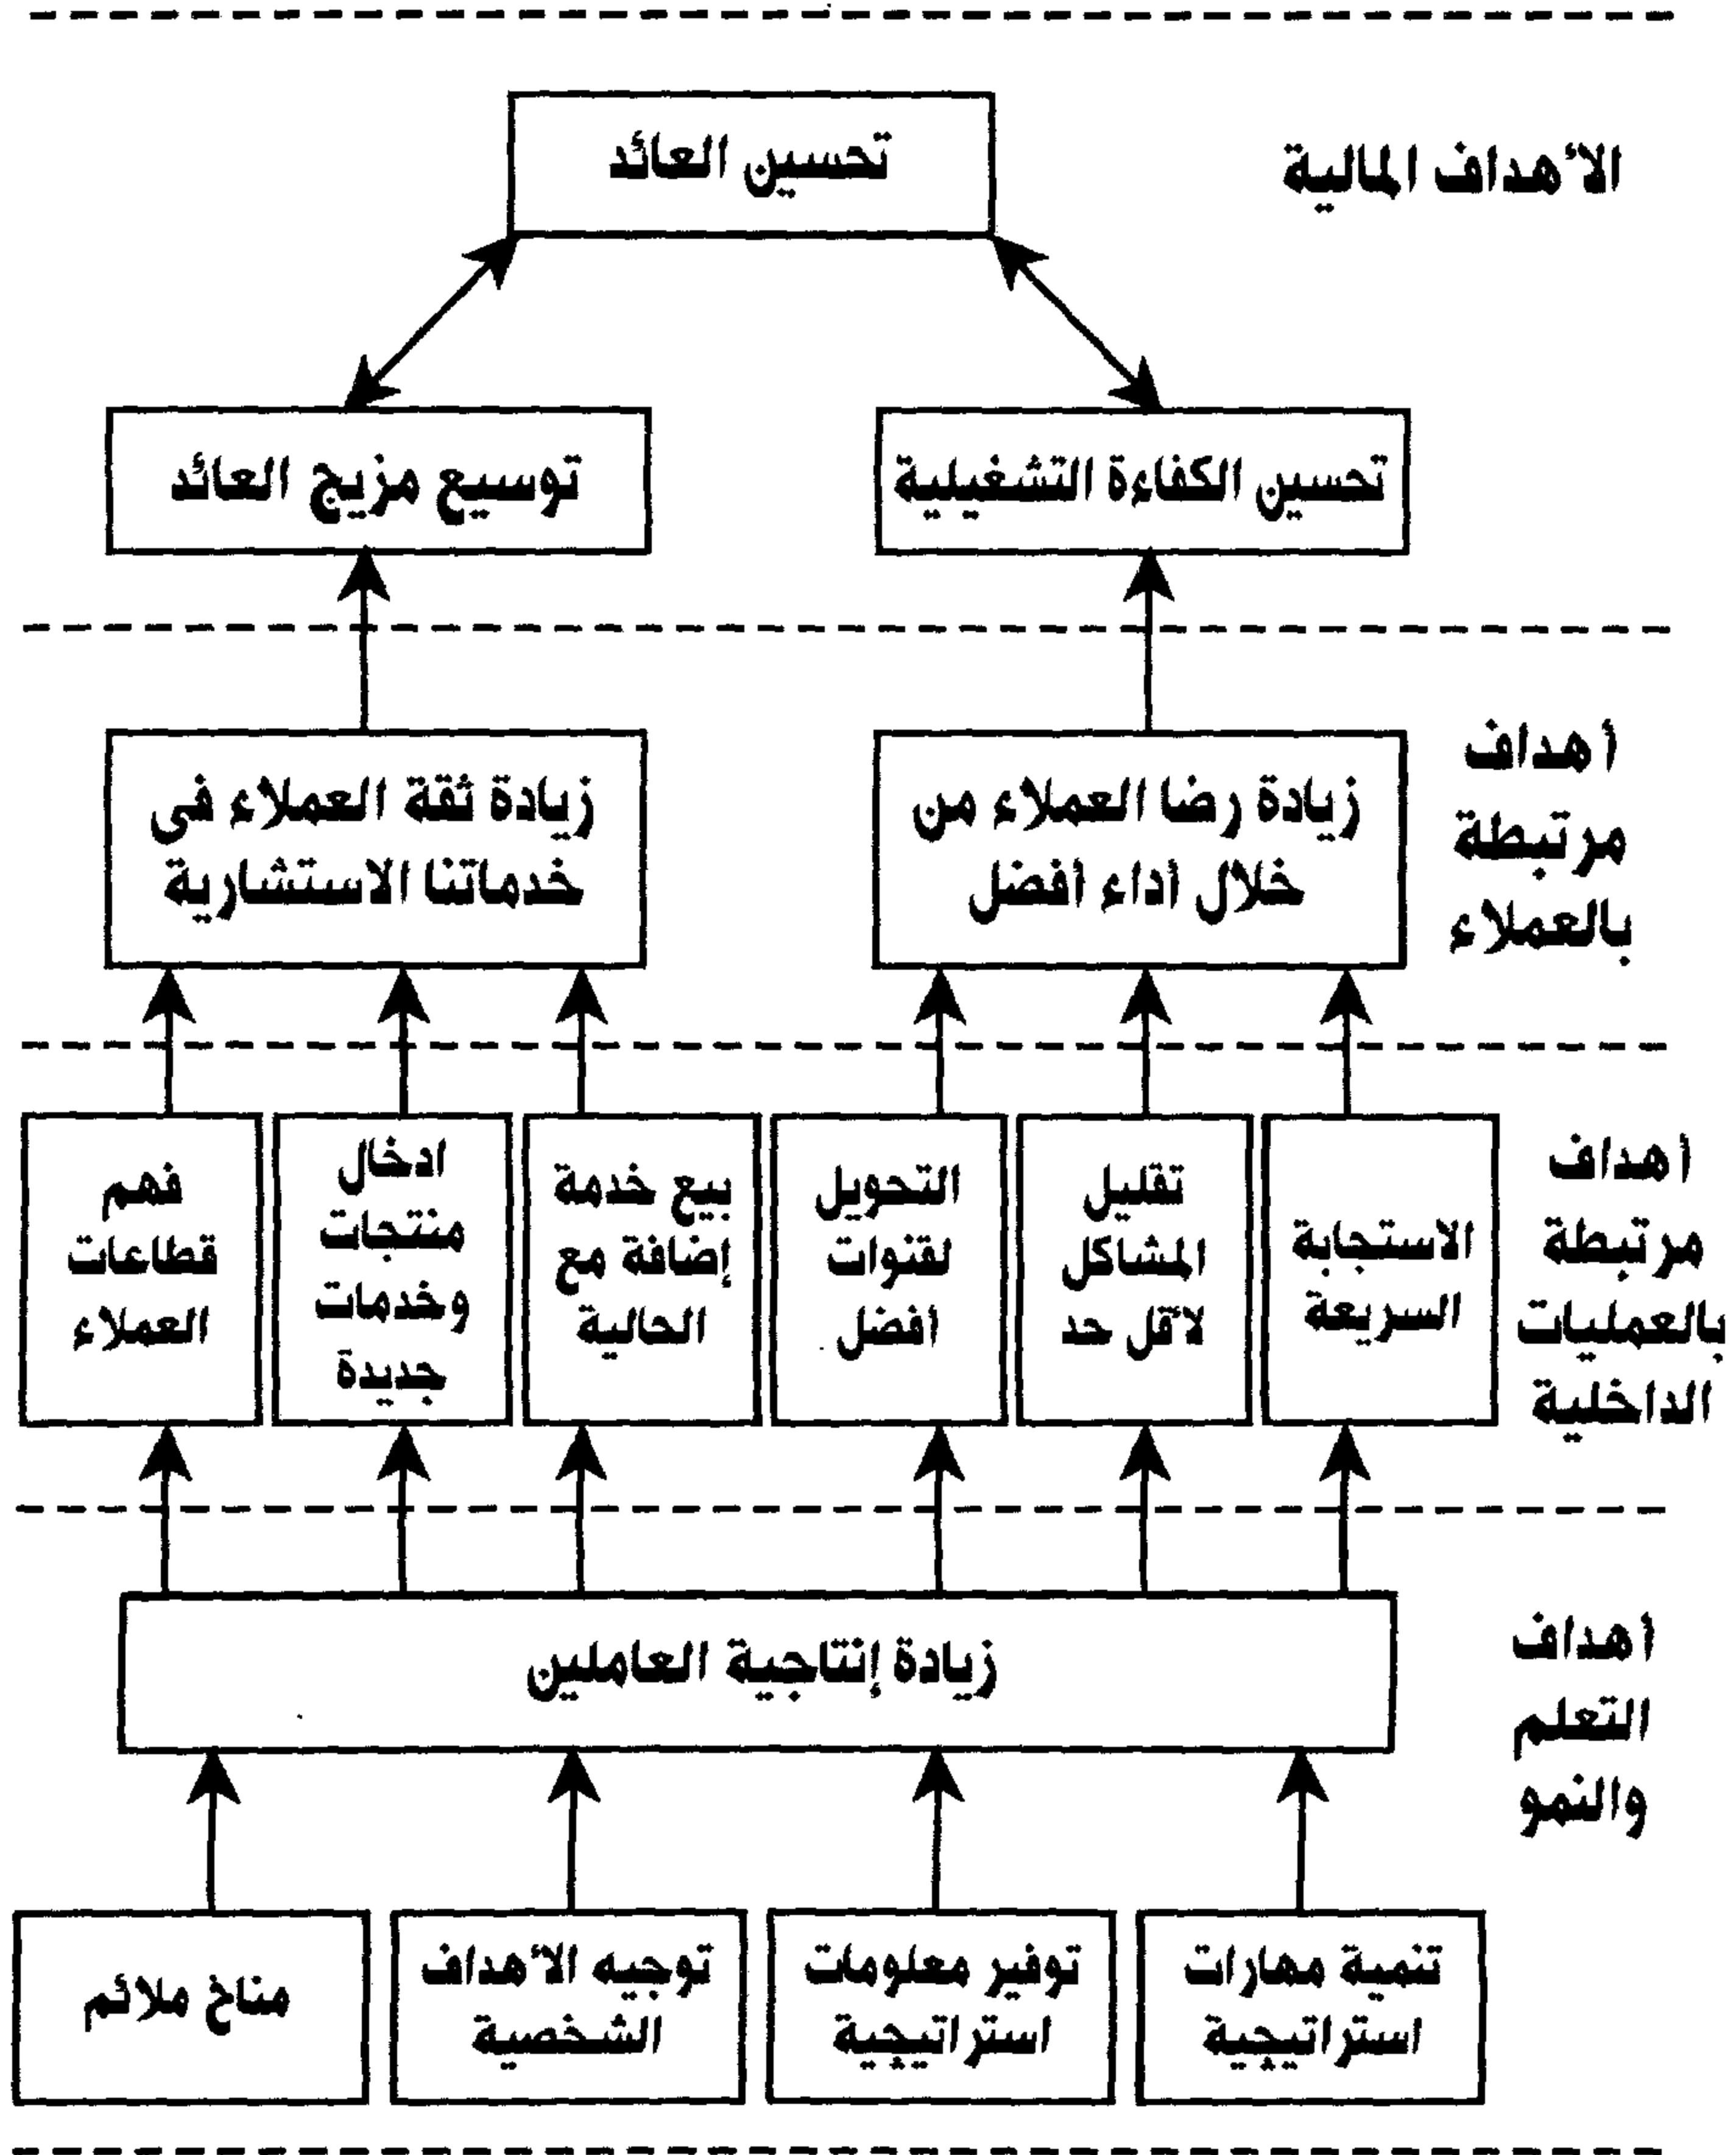 الأهداف المالية
تحسين العائد
تحسين الكفاءة التشغيلية
توسيع مزيج العائد
أهداف
مرتبطة
بالعملاء
زيادة رضا العملاء من
خلال أداء أفضل
زيادة ثقة العملاء فى
خدماتنا الاستشارية
أهداف
مرتبطة
بالعمليات
الداخلية
الاستجابة
السريعة
تقليل
المشاكل
لأقل حد
التحويل
لقنوات
أفضل
بيع خدمة
إضافة مع
الحالية
ادخال
منتجات
وخدمات
جديدة
فهم
قطاعات
العملاء
أهداف
التعلم
والنمو
زيادة إنتاجية العاملين
تنمية مهارات
استراتيجية
توفير معلومات
استراتيجية
توجيه الأهداف
الشخصية
مناخ ملائم